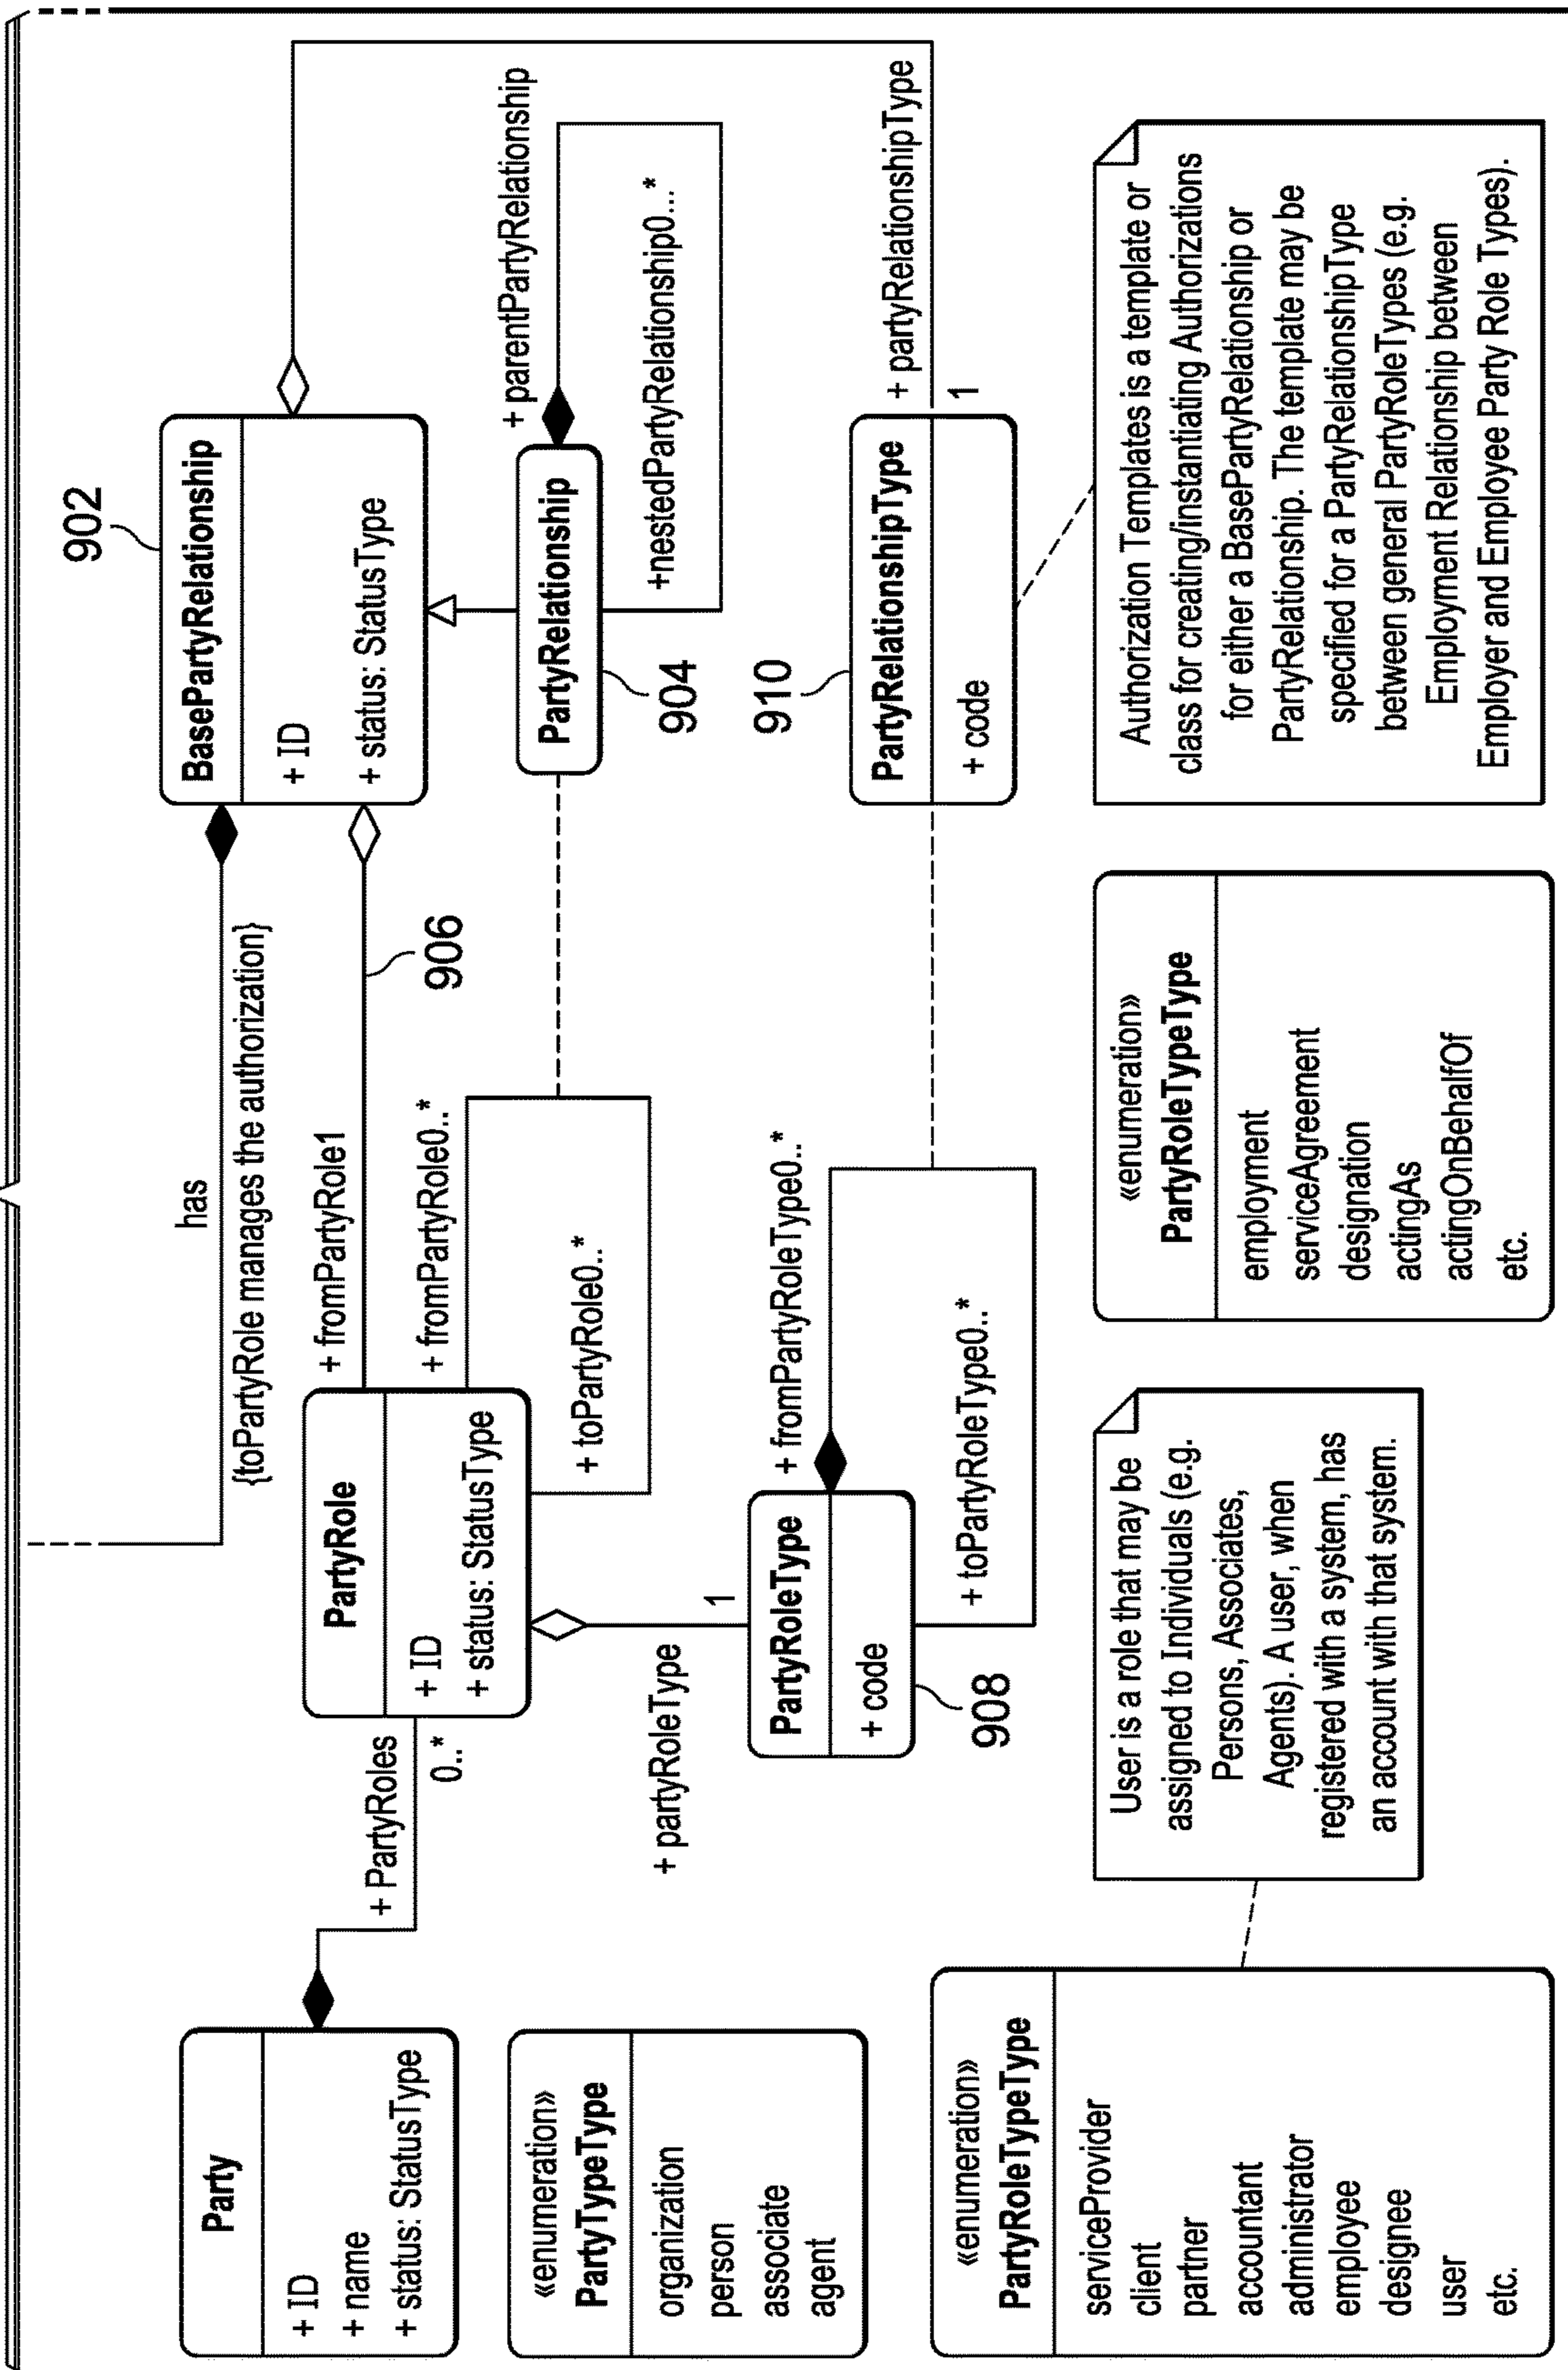 has
{toPartyRole manages the authorization}
902
BasePartyRelationship
+ ID
+ status: StatusType
Party
+ ID
+ name
+ status: StatusType
+ PartyRoles
0..*
PartyRole
+ ID
+ status: StatusType
+ fromPartyRole1
906
+ fromPartyRole0..*
+ toPartyRole0..*
PartyRelationship
904
+ parentPartyRelationship
+nestedPartyRelationship0...*
«enumeration»
PartyTypeType
organization
person
associate
agent
+ partyRoleType
1
PartyRoleType
+ code
908
+ fromPartyRoleType0..*
+ toPartyRoleType0..*
910
PartyRelationshipType
+ code
+ partyRelationshipType
1
«enumeration»
PartyRoleTypeType
serviceProvider
client
partner
accountant
administrator
employee
designee
user
etc.
User is a role that may be
assigned to Individuals (e.g.
Persons, Associates,
Agents). A user, when
registered with a system, has
an account with that system.
«enumeration»
PartyRoleTypeType
employment
serviceAgreement
designation
actingAs
actingOnBehalfOf
etc.
Authorization Templates is a template or
class for creating/instantiating Authorizations
for either a BasePartyRelationship or
PartyRelationship. The template may be
specified for a PartyRelationshipType
between general PartyRoleTypes (e.g.
Employment Relationship between
Employer and Employee Party Role Types).